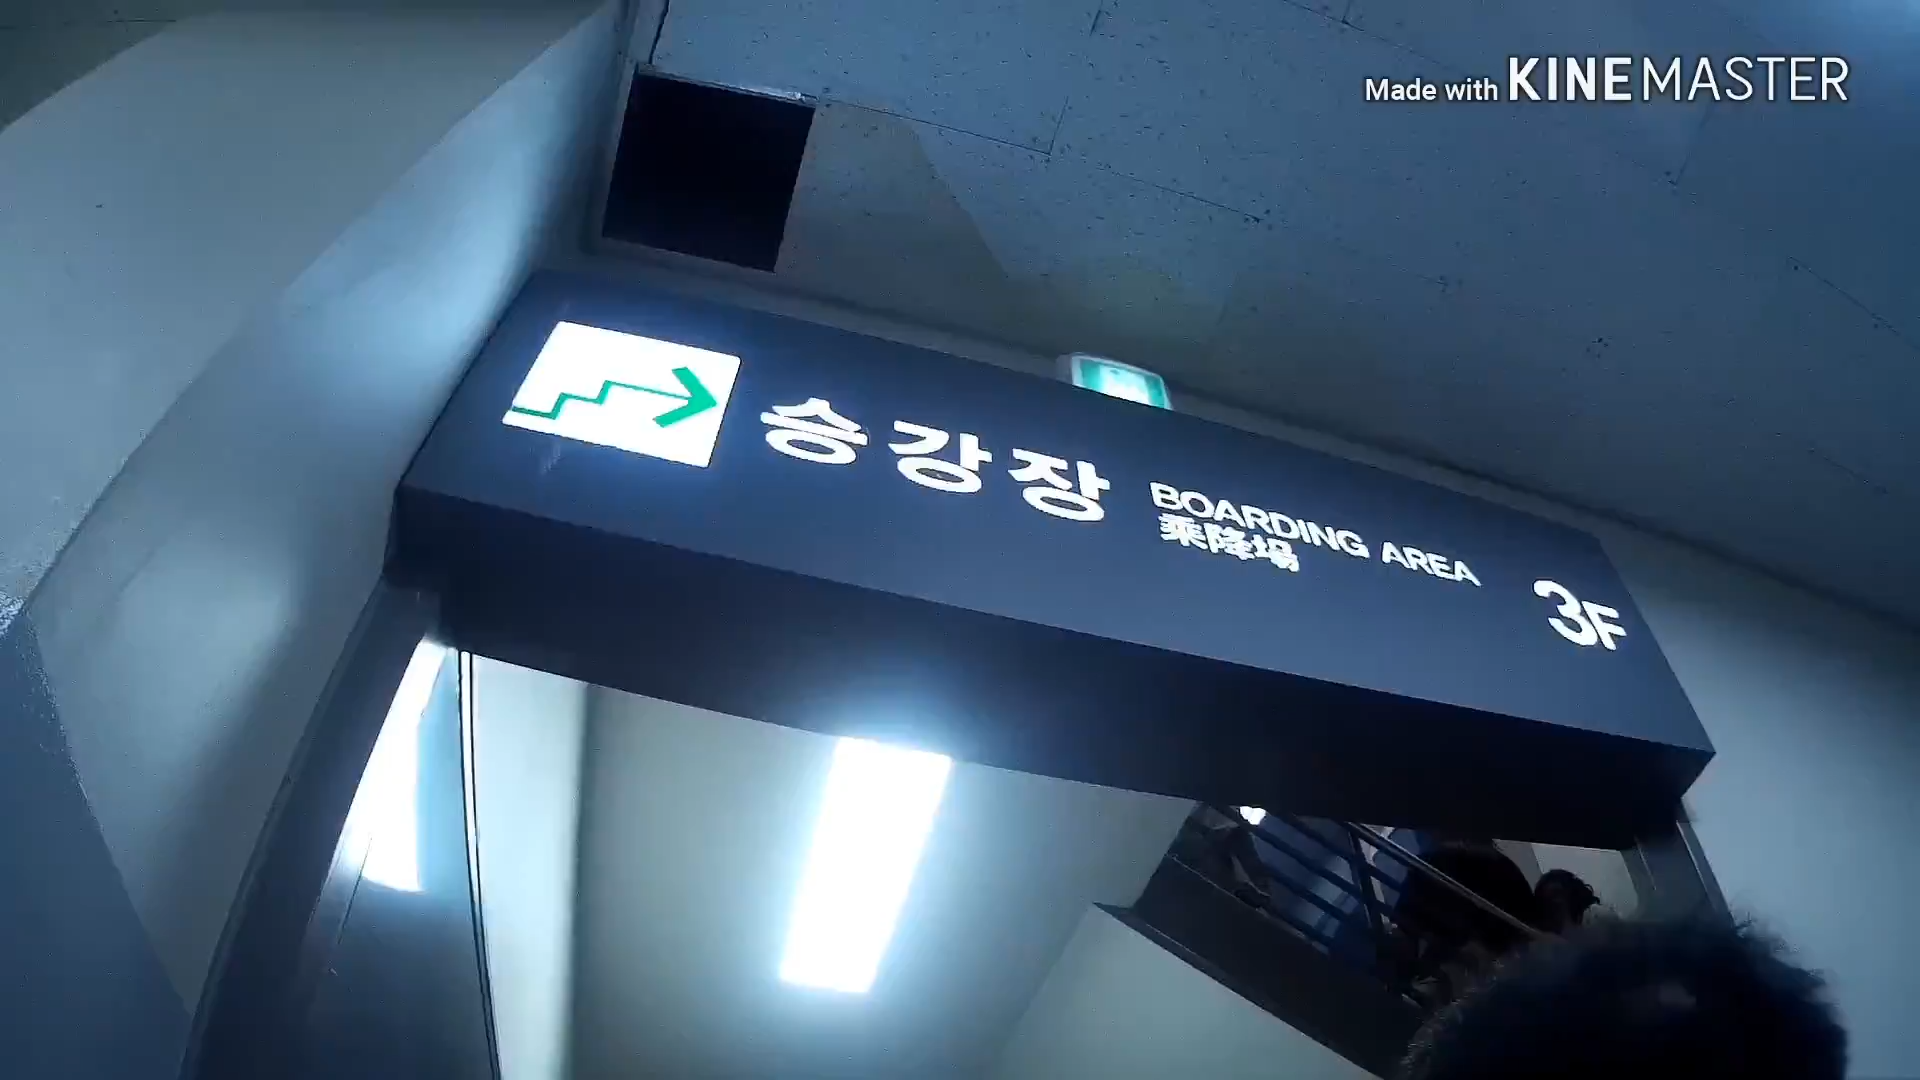 Made with KINEMASTER
승강장
BOARDING AREA
乘降場
3F